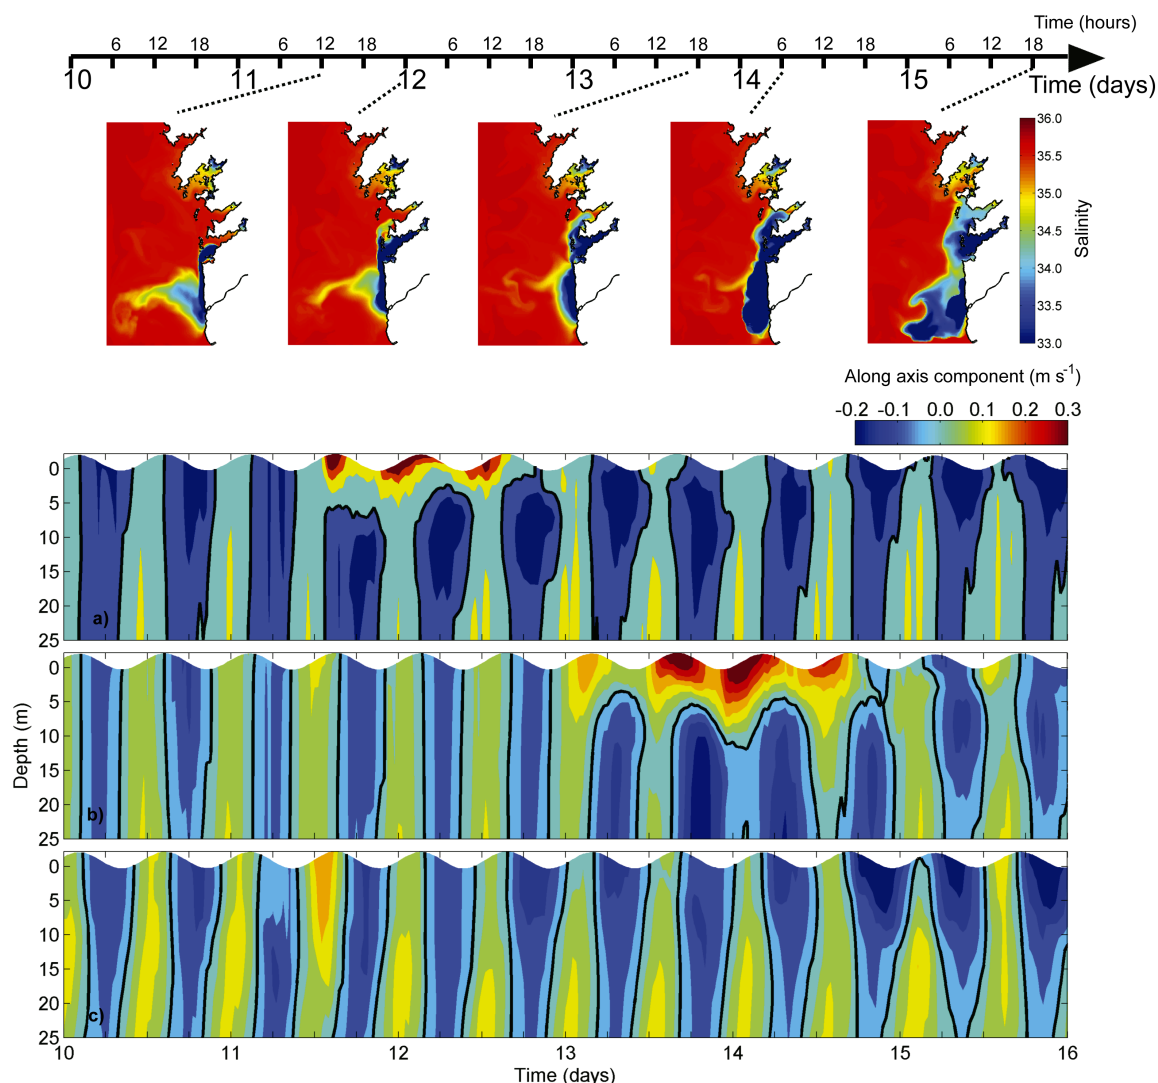 Time (hours)
6 12 18 6 12 18 6 12 18 6 12 18 6 12 18 6 12 18
10 11 12 13 14 15 Time (days)
36.0
35.5
35.0
34.5
34.0
33.5
33.0
Salinity
Along axis component (m s⁻¹)
-0.2 -0.1 0.0 0.1 0.2 0.3
0
5
10
15
20
25
a)
0
5
10
15
20
25
b)
Depth (m)
0
5
10
15
20
25
c)
10 11 12 13 14 15 16
Time (days)